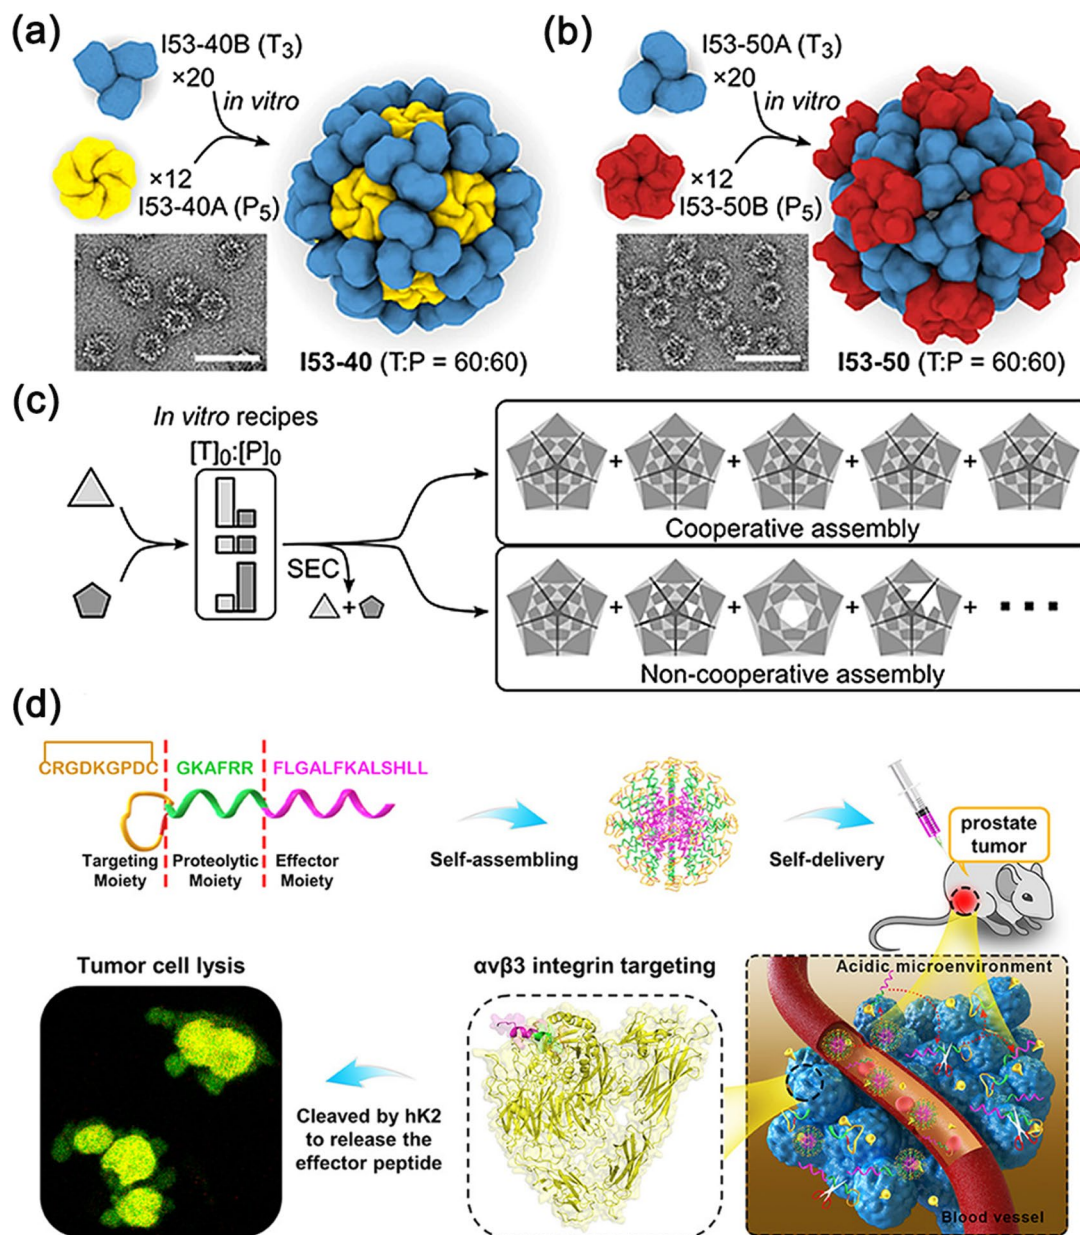 (a)
I53-40B (T3)
×20
in vitro
×12
I53-40A (P5)
I53-40 (T:P = 60:60)
(b)
I53-50A (T3)
×20
in vitro
×12
I53-50B (P5)
I53-50 (T:P = 60:60)
(c)
In vitro recipes
[T]0:[P]0
SEC
+
+ + + +
Cooperative assembly
+ + + + ▪ ▪ ▪
Non-cooperative assembly
(d)
CRGDKGPDC GKAFRR FLGALFKALSHLL
Targeting Moiety
Proteolytic Moiety
Effector Moiety
Self-assembling
Self-delivery
prostate
tumor
Tumor cell lysis
αvβ3 integrin targeting
Acidic microenvironment
Cleaved by hK2
to release the
effector peptide
Blood vessel